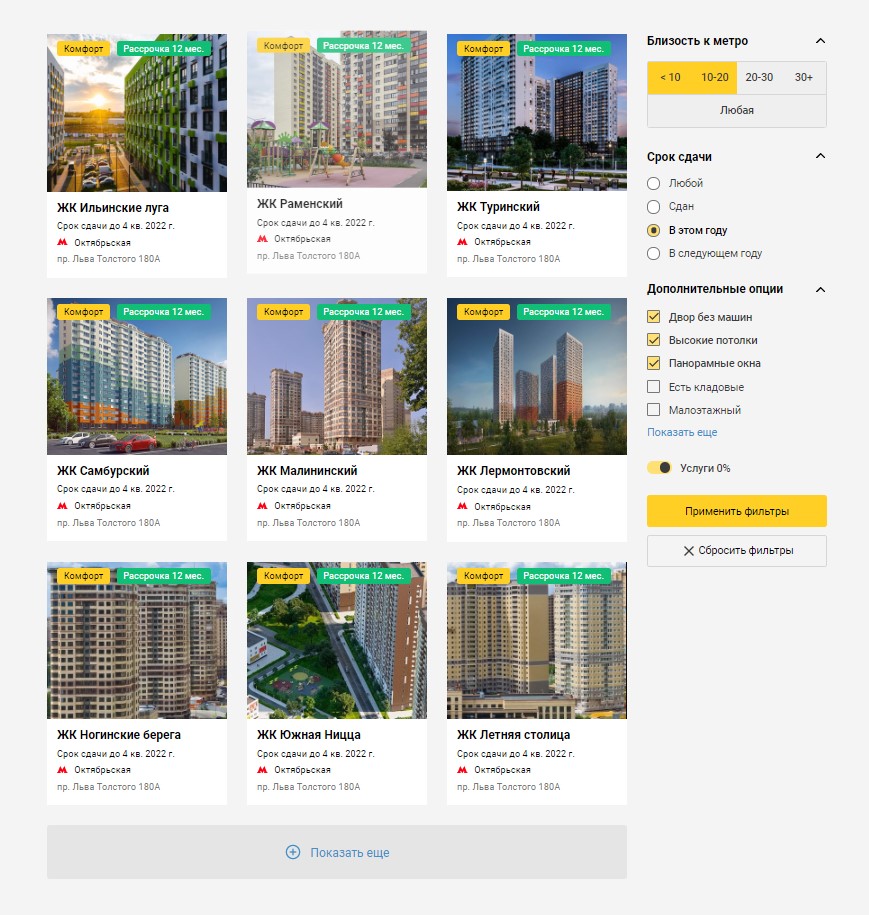 Комфорт Рассрочка 12 мес.
ЖК Ильинские луга
Срок сдачи до 4 кв. 2022 г.
Октябрьская
пр. Льва Толстого 180А
Комфорт Рассрочка 12 мес.
ЖК Раменский
Срок сдачи до 4 кв. 2022 г.
Октябрьская
пр. Льва Толстого 180А
Комфорт Рассрочка 12 мес.
ЖК Туринский
Срок сдачи до 4 кв. 2022 г.
Октябрьская
пр. Льва Толстого 180А
Комфорт Рассрочка 12 мес.
ЖК Самбурский
Срок сдачи до 4 кв. 2022 г.
Октябрьская
пр. Льва Толстого 180А
Комфорт Рассрочка 12 мес.
ЖК Малининский
Срок сдачи до 4 кв. 2022 г.
Октябрьская
пр. Льва Толстого 180А
Комфорт Рассрочка 12 мес.
ЖК Лермонтовский
Срок сдачи до 4 кв. 2022 г.
Октябрьская
пр. Льва Толстого 180А
Комфорт Рассрочка 12 мес.
ЖК Ногинские берега
Срок сдачи до 4 кв. 2022 г.
Октябрьская
пр. Льва Толстого 180А
Комфорт Рассрочка 12 мес.
ЖК Южная Ницца
Срок сдачи до 4 кв. 2022 г.
Октябрьская
пр. Льва Толстого 180А
Комфорт Рассрочка 12 мес.
ЖК Летняя столица
Срок сдачи до 4 кв. 2022 г.
Октябрьская
пр. Льва Толстого 180А
Показать еще
Близость к метро
< 10 10-20 20-30 30+
Любая
Срок сдачи
Любой
Сдан
В этом году
В следующем году
Дополнительные опции
Двор без машин
Высокие потолки
Панорамные окна
Есть кладовые
Малоэтажный
Показать еще
Услуги 0%
Применить фильтры
Сбросить фильтры